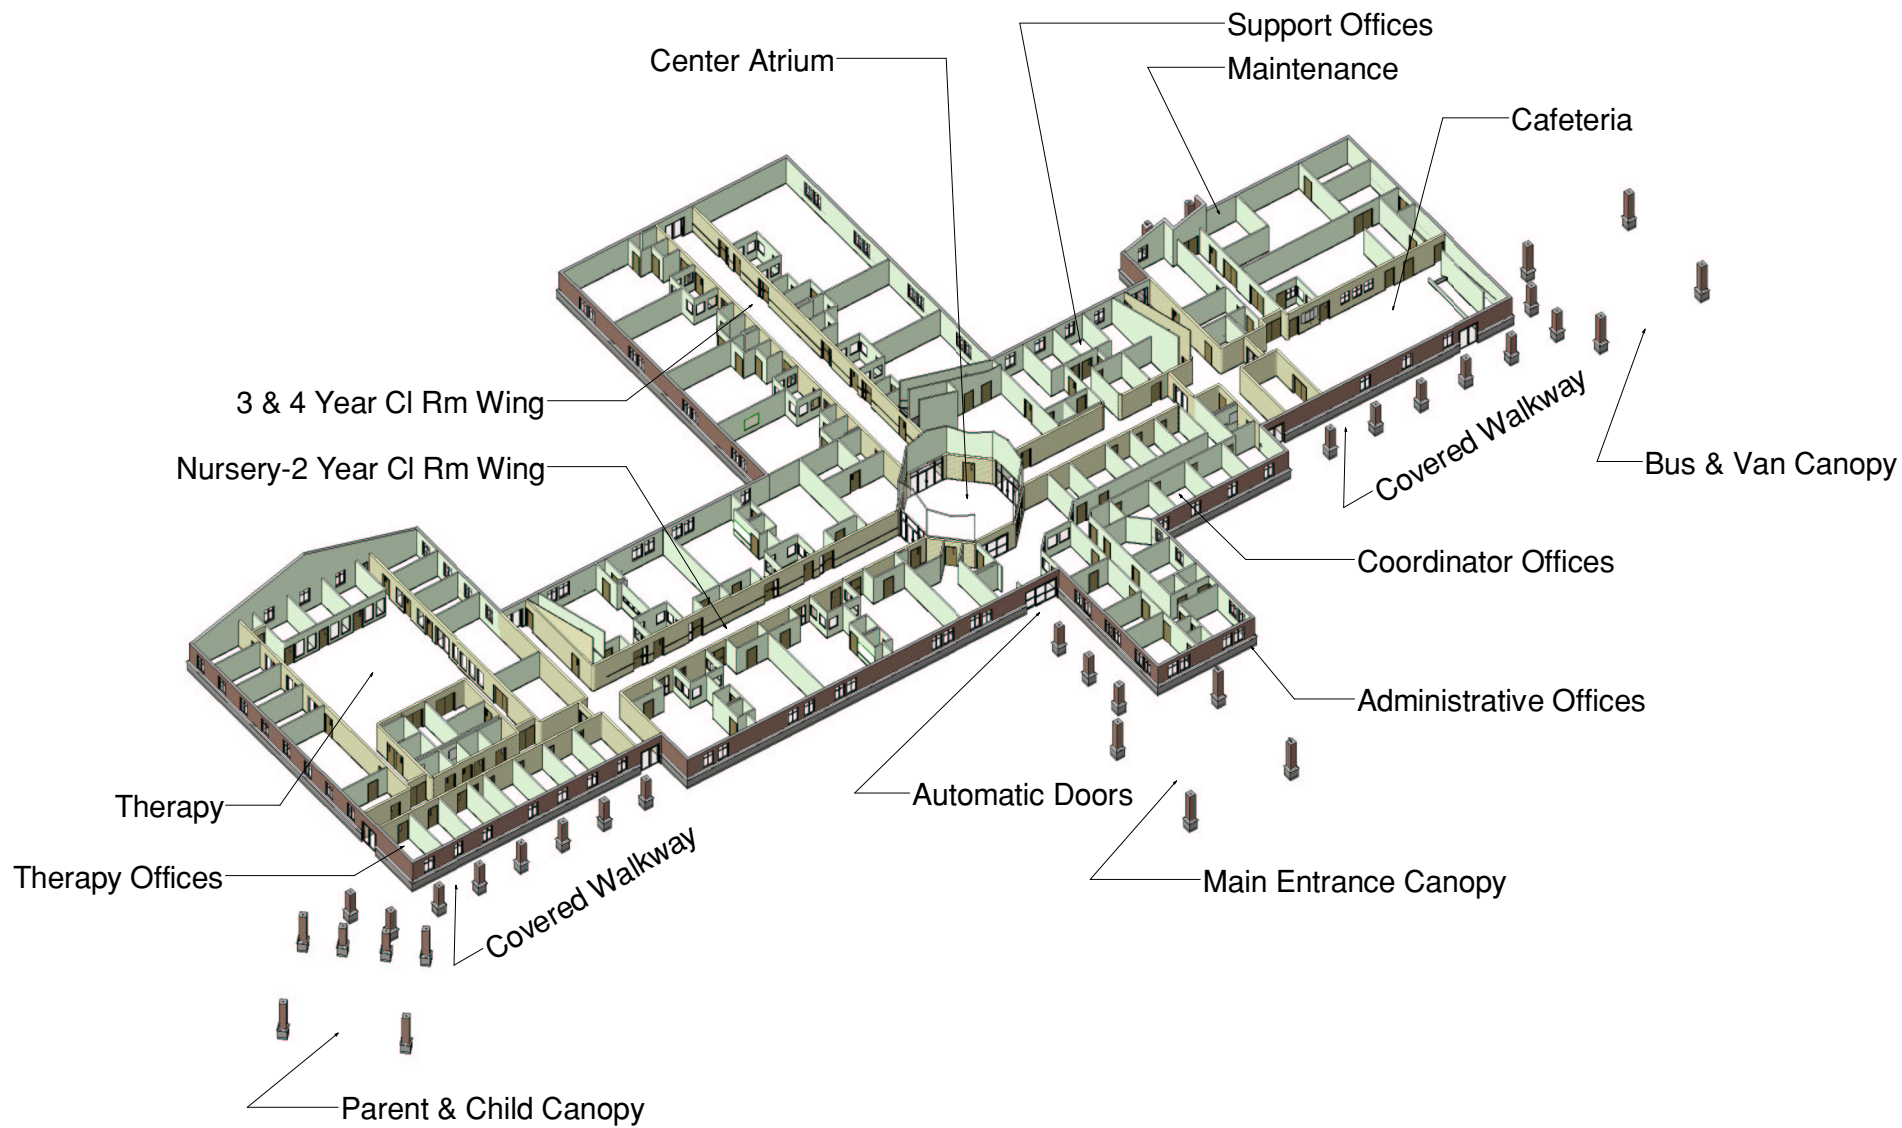 Support Offices
Center Atrium
Maintenance
Cafeteria
3 & 4 Year Cl Rm Wing
Covered Walkway
Nursery-2 Year Cl Rm Wing
Bus & Van Canopy
Coordinator Offices
Administrative Offices
Automatic Doors
Therapy
Main Entrance Canopy
Therapy Offices
Covered Walkway
Parent & Child Canopy